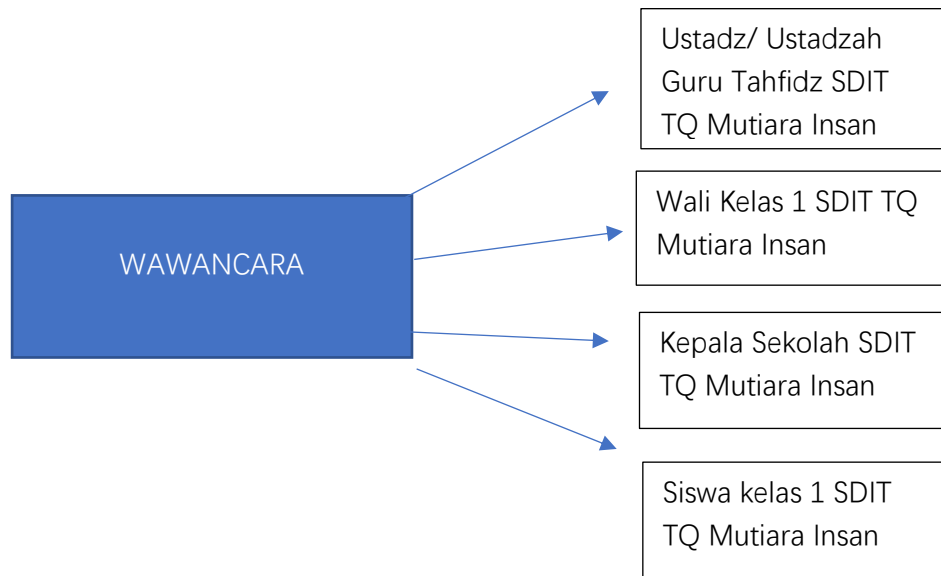 Ustadz/ Ustadzah
Guru Tahfidz SDIT
TQ Mutiara Insan
WAWANCARA
Wali Kelas 1 SDIT TQ
Mutiara Insan
Kepala Sekolah SDIT
TQ Mutiara Insan
Siswa kelas 1 SDIT
TQ Mutiara Insan